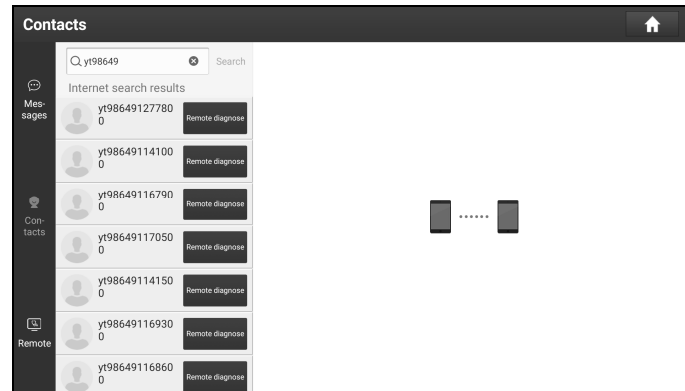 Contacts
yt98649
Search
Internet search results
Mes-
sages
Con-
tacts
Remote
yt98649127780
0
Remote diagnose
yt98649114100
0
Remote diagnose
yt98649116790
0
Remote diagnose
yt98649117050
0
Remote diagnose
yt98649114150
0
Remote diagnose
yt98649116930
0
Remote diagnose
yt98649116860
0
Remote diagnose